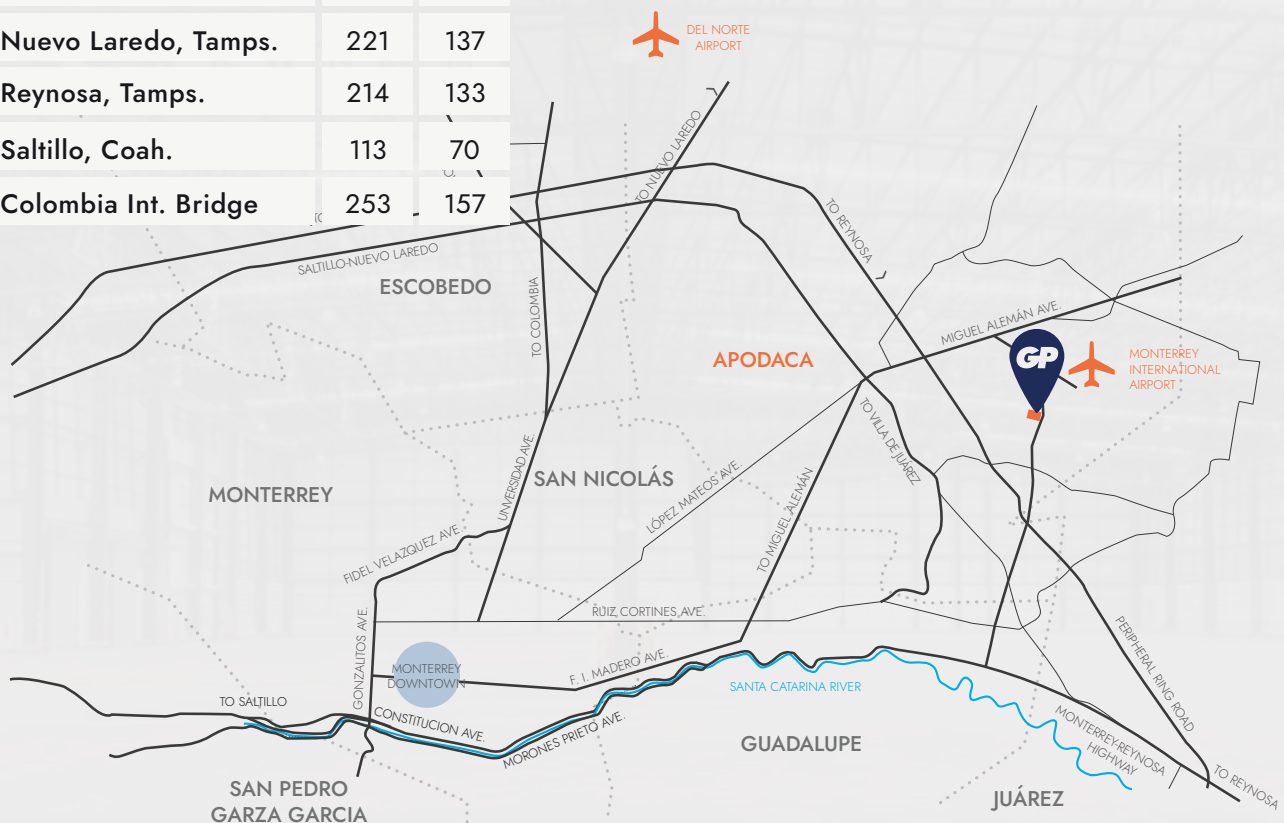 Nuevo Laredo, Tamps. 221 137
Reynosa, Tamps. 214 133
Saltillo, Coah. 113 70
Colombia Int. Bridge 253 157
DEL NORTE
AIRPORT
TO NUEVO LAREDO
TO REYNOSA
SALTILLO-NUEVO LAREDO
ESCOBEDO
TO COLOMBIA
MIGUEL ALEMÁN AVE.
APODACA
GP
MONTERREY
INTERNATIONAL
AIRPORT
TO VILLA DE JUÁREZ
UNVERSIDAD AVE.
SAN NICOLÁS
LÓPEZ MATEOS AVE.
TO MIGUEL ALEMÁN
MONTERREY
FIDEL VELAZQUEZ AVE.
RUIZ CORTINES AVE.
GONZALITOS AVE.
MONTERREY
DOWNTOWN
F. I. MADERO AVE.
PERIPHERAL RING ROAD
SANTA CATARINA RIVER
TO SALTILLO
CONSTITUCION AVE.
MORONES PRIETO AVE.
GUADALUPE
MONTERREY-REYNOSA
HIGHWAY
TO REYNOSA
SAN PEDRO
GARZA GARCIA
JUÁREZ